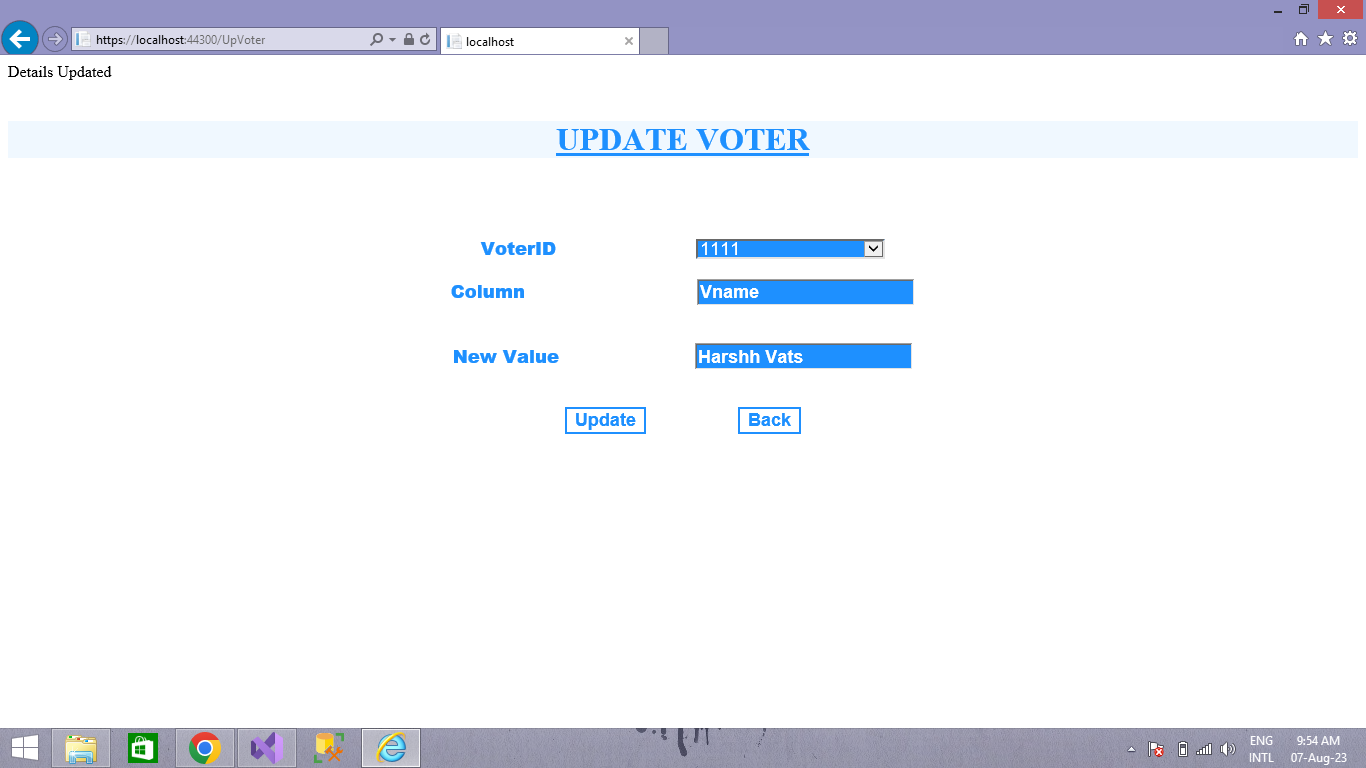 https://localhost:44300/UpVoter
localhost
Details Updated
UPDATE VOTER
VoterID 1111
Column Vname
New Value Harshh Vats
Update Back
ENG 9:54 AM
INTL 07-Aug-23